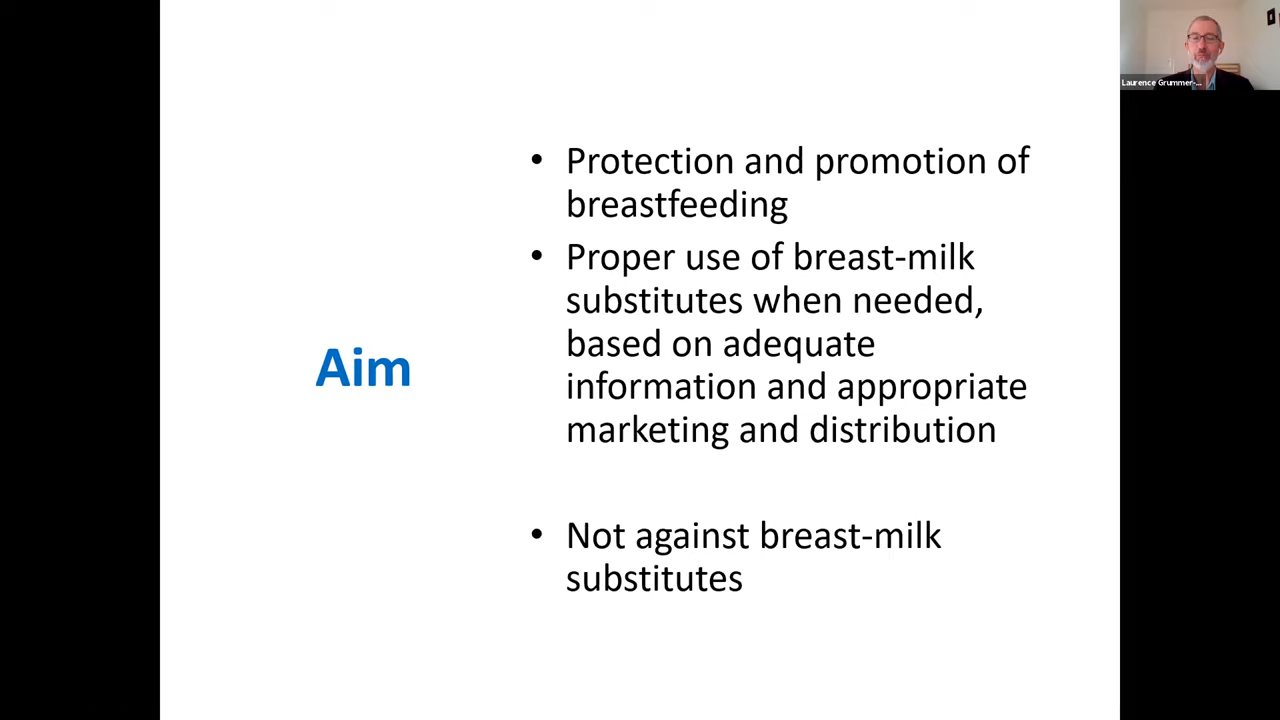 Laurence Grummer-...
Aim
• Protection and promotion of
breastfeeding
• Proper use of breast-milk
substitutes when needed,
based on adequate
information and appropriate
marketing and distribution
• Not against breast-milk
substitutes